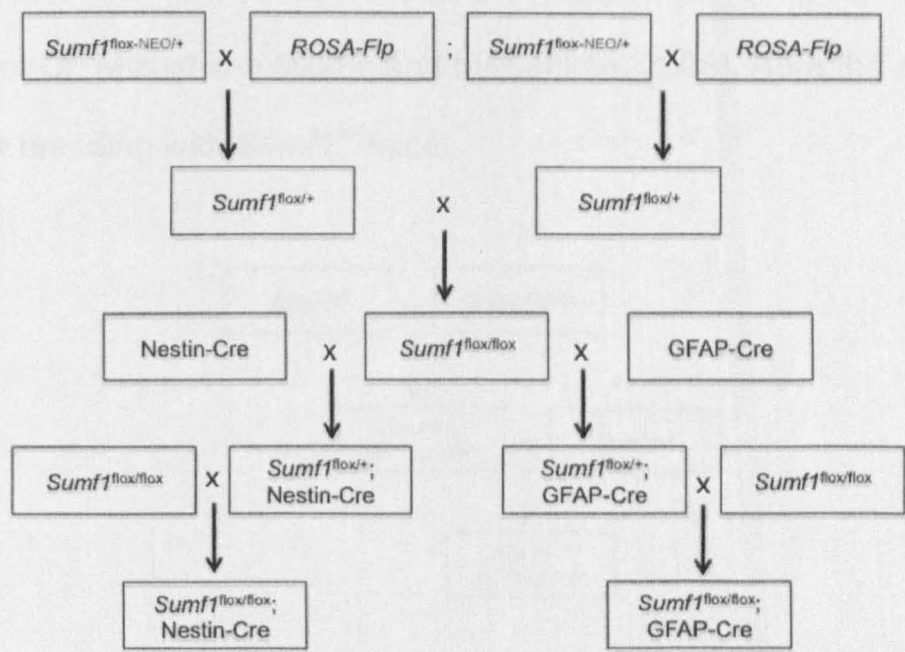 Sumf1flox-NEO/+ x ROSA-Flp ; Sumf1flox-NEO/+ x ROSA-Flp
Sumf1flox/+ x Sumf1flox/+
Nestin-Cre x Sumf1flox/flox x GFAP-Cre
Sumf1flox/flox x Sumf1flox/+; Nestin-Cre
Sumf1flox/+; GFAP-Cre x Sumf1flox/flox
Sumf1flox/flox; Nestin-Cre
Sumf1flox/flox; GFAP-Cre